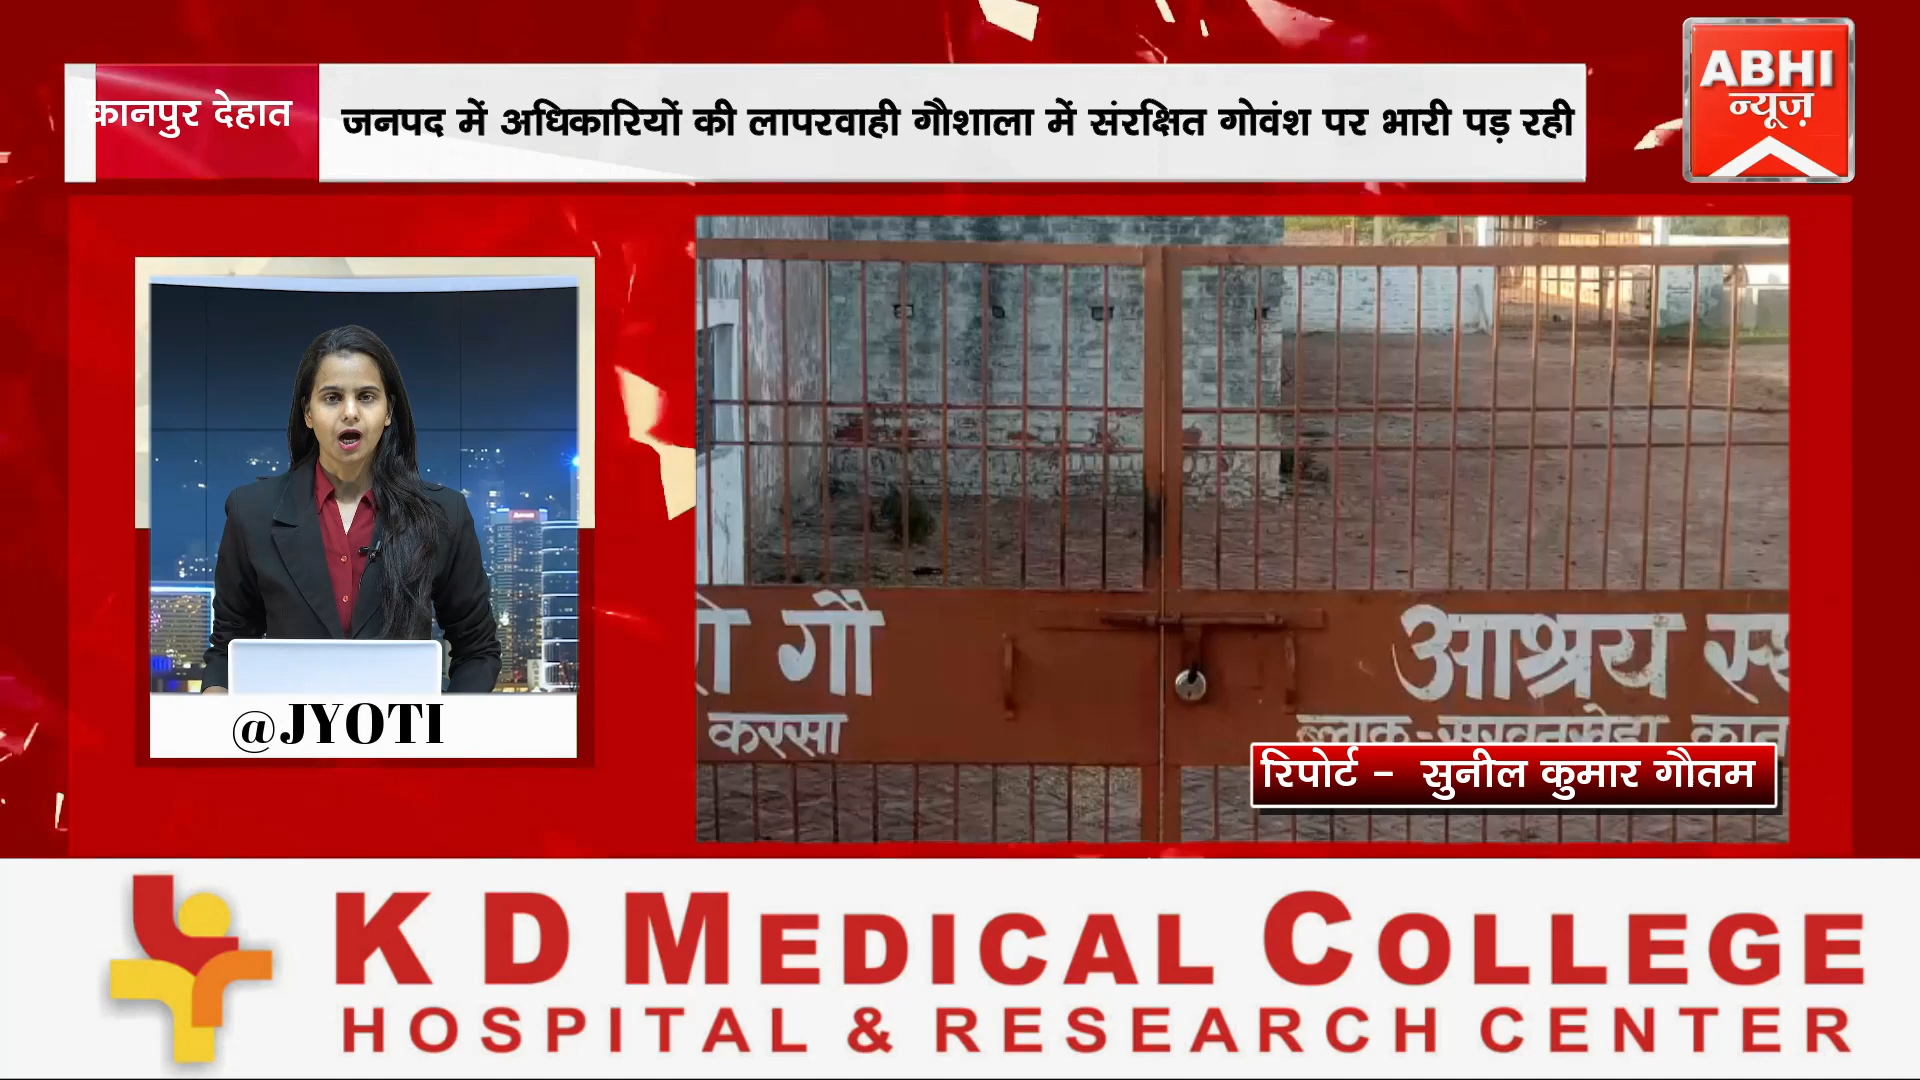 कानपुर देहात
जनपद में अधिकारियों की लापरवाही गौशाला में संरक्षित गोवंश पर भारी पड़ रही
ABHI
न्यूज़
@JYOTI
गौ
आश्रय
करसा
ब्लाक-सरवनखेड़ा
रिपोर्ट - सुनील कुमार गौतम
K D MEDICAL COLLEGE
HOSPITAL & RESEARCH CENTER